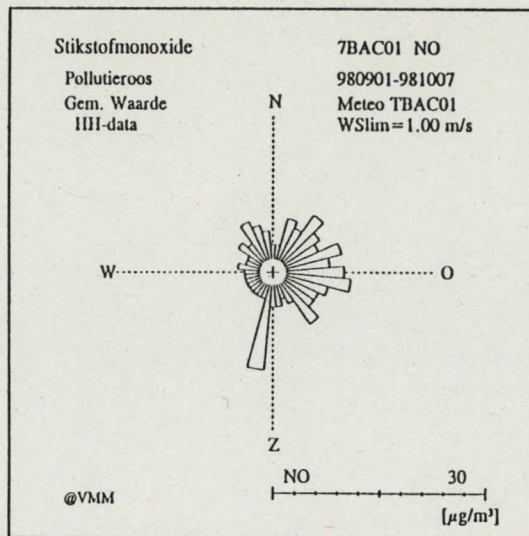 Stikstofmonoxide 7BAC01 NO
Pollutieroos 980901-981007
Gem. Waarde Meteo TBAC01
HH-data WSlim=1.00 m/s
N
W O
Z
NO 30
@VMM
[µg/m³]